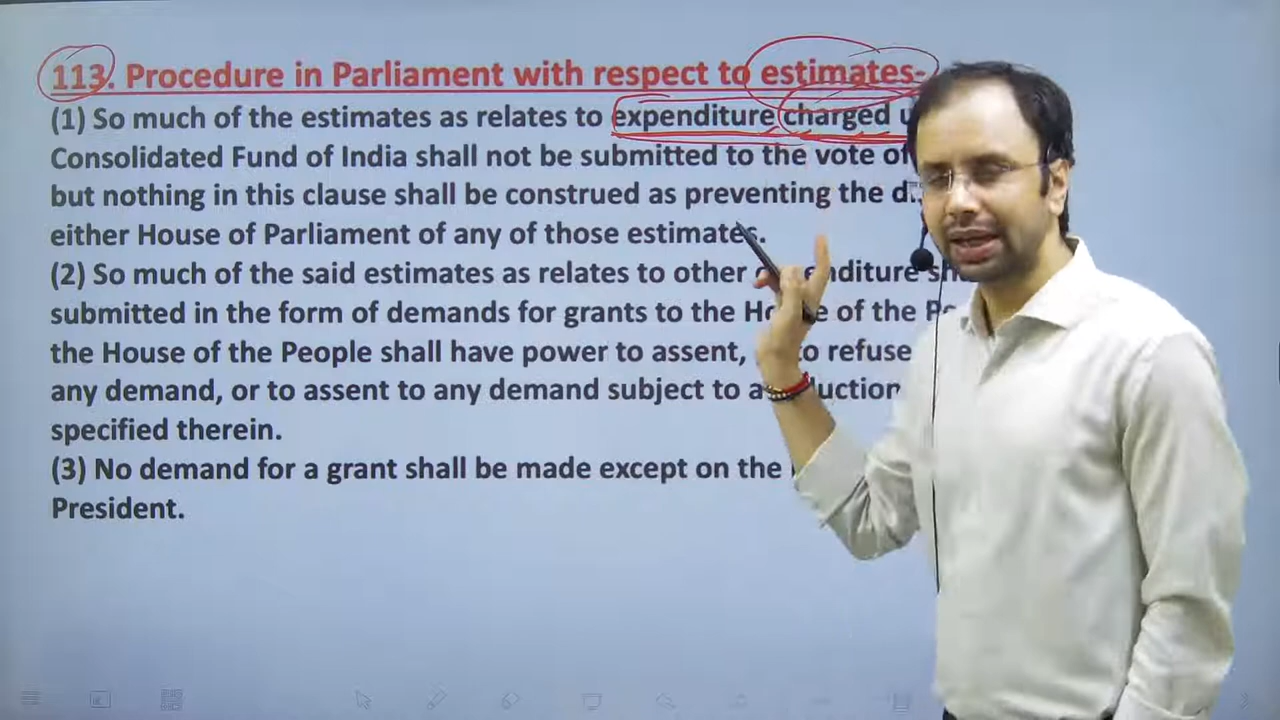 113. Procedure in Parliament with respect to estimates-
(1) So much of the estimates as relates to expenditure charged
Consolidated Fund of India shall not be submitted to the vote of
but nothing in this clause shall be construed as preventing the
either House of Parliament of any of those estimates.
(2) So much of the said estimates as relates to other
submitted in the form of demands for grants to the of the
the House of the People shall have power to assent, to refuse
any demand, or to assent to any demand subject to a
specified therein.
(3) No demand for a grant shall be made except on the
President.